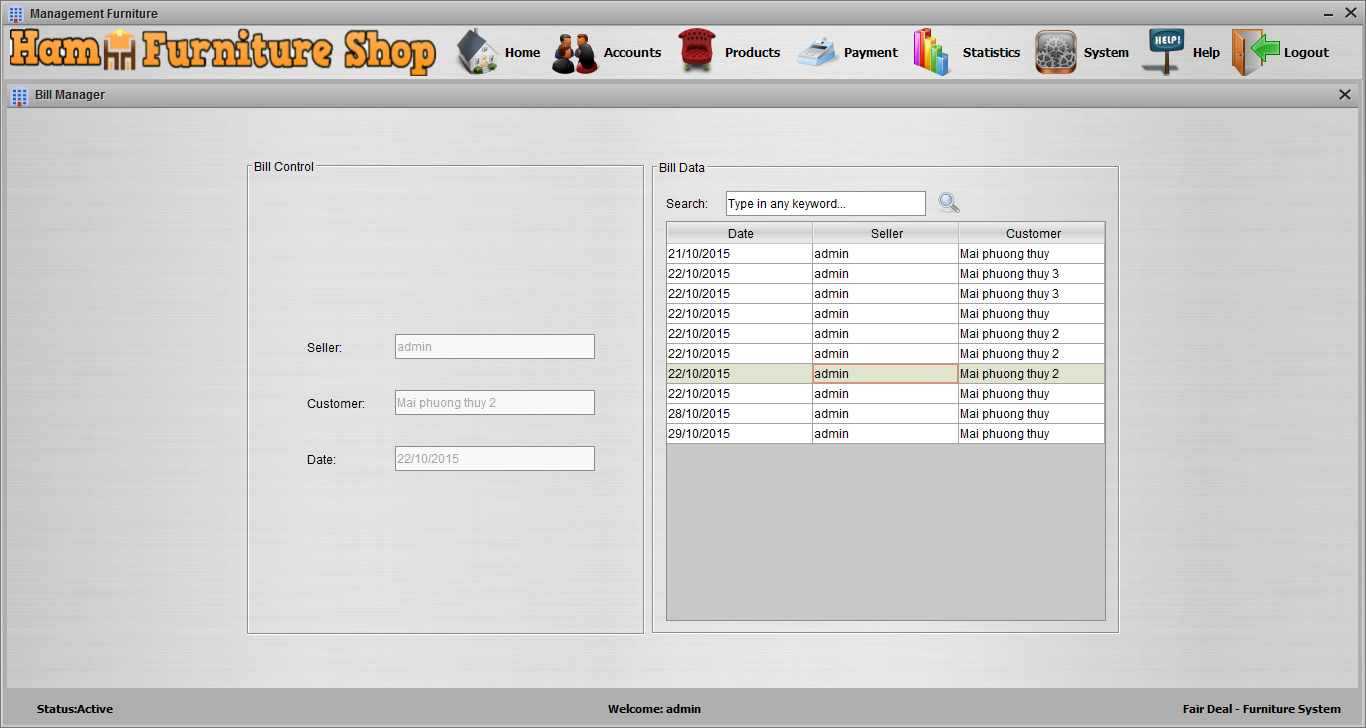 Management Furniture
Ham Furniture Shop Home Accounts Products Payment Statistics HELP! System Help Logout
Bill Manager
Bill Control
Bill Data
Search: Type in any keyword...
Date Seller Customer
21/10/2015 admin Mai phuong thuy
22/10/2015 admin Mai phuong thuy 3
22/10/2015 admin Mai phuong thuy 3
22/10/2015 admin Mai phuong thuy
22/10/2015 admin Mai phuong thuy 2
22/10/2015 admin Mai phuong thuy 2
22/10/2015 admin Mai phuong thuy 2
22/10/2015 admin Mai phuong thuy
28/10/2015 admin Mai phuong thuy
29/10/2015 admin Mai phuong thuy
Seller: admin
Customer: Mai phuong thuy 2
Date: 22/10/2015
Status:Active Welcome: admin Fair Deal - Furniture System